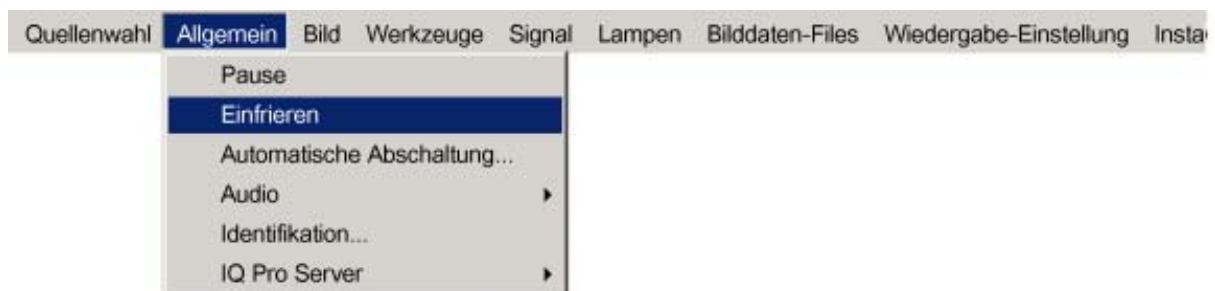 Quellenwahl Allgemein Bild Werkzeuge Signal Lampen Bilddaten-Files Wiedergabe-Einstellung Insta
Pause
Einfrieren
Automatische Abschaltung...
Audio
Identifikation...
IQ Pro Server